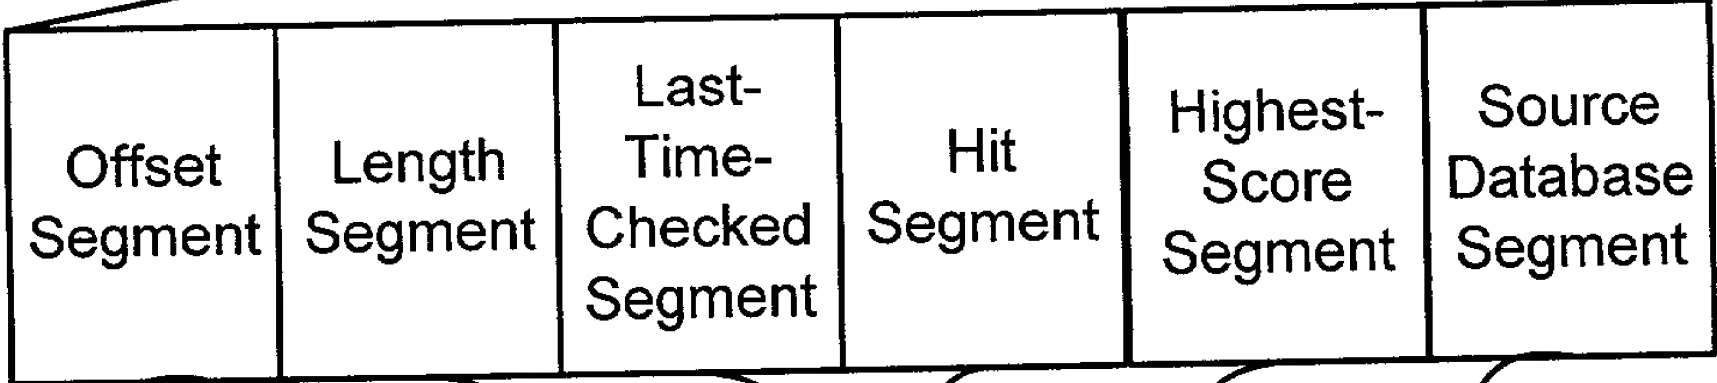 Offset
Segment
Length
Segment
Last-
Time-
Checked
Segment
Hit
Segment
Highest-
Score
Segment
Source
Database
Segment